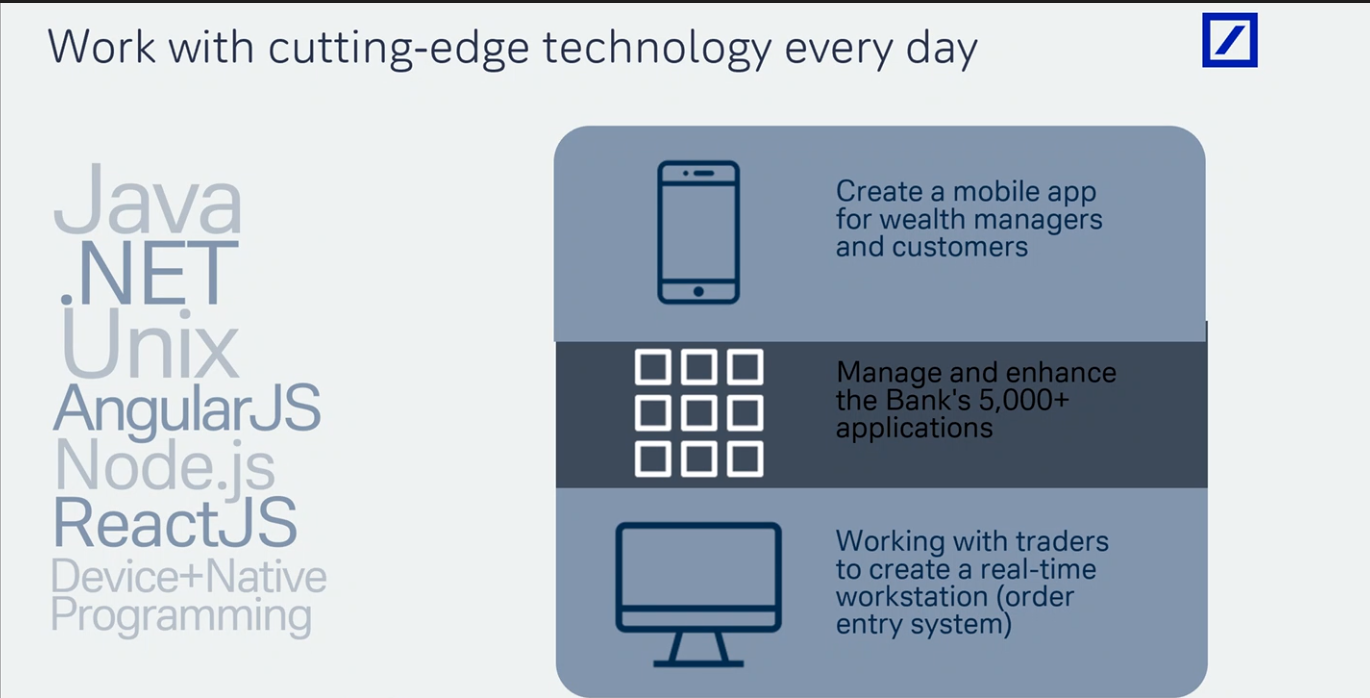 Work with cutting-edge technology every day
Java
.NET
Unix
AngularJS
Node.js
ReactJS
Device+Native
Programming
Create a mobile app
for wealth managers
and customers
Manage and enhance
the Bank's 5,000+
applications
Working with traders
to create a real-time
workstation (order
entry system)